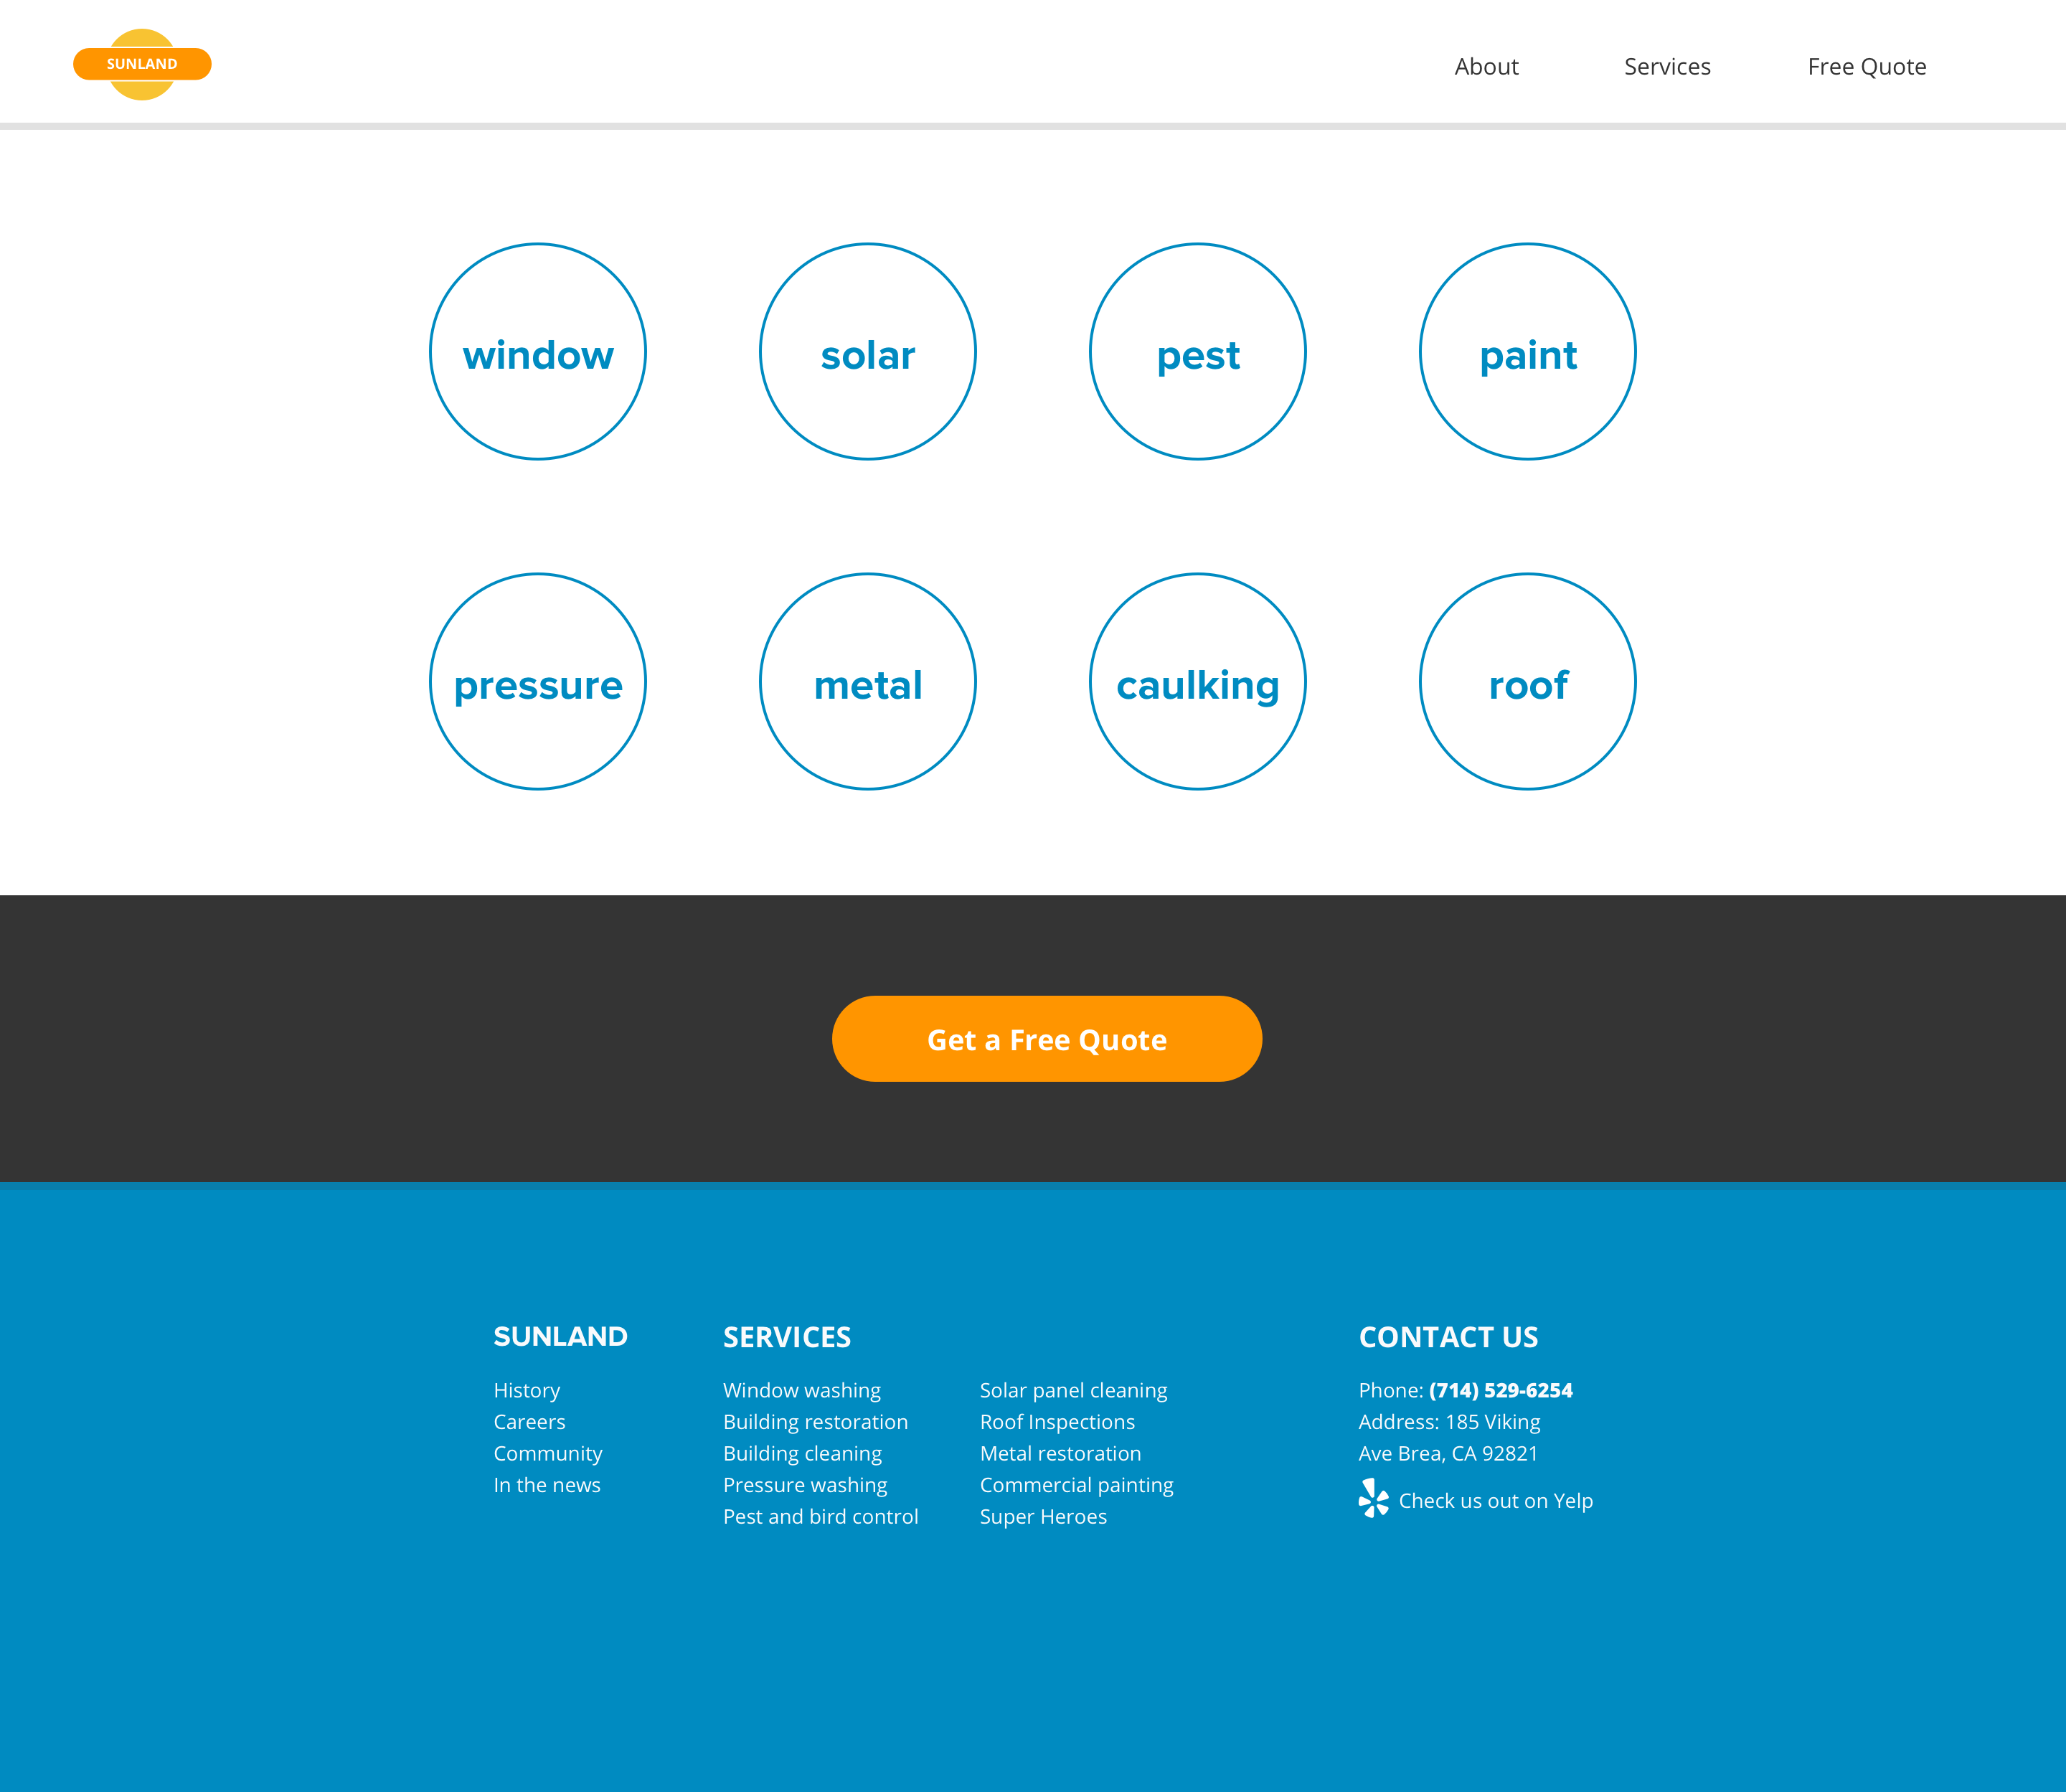 SUNLAND
About
Services
Free Quote
window
solar
pest
paint
pressure
metal
caulking
roof
Get a Free Quote
SUNLAND
History
Careers
Community
In the news
SERVICES
Window washing
Building restoration
Building cleaning
Pressure washing
Pest and bird control
Solar panel cleaning
Roof Inspections
Metal restoration
Commercial painting
Super Heroes
CONTACT US
Phone: (714) 529-6254
Address: 185 Viking
Ave Brea, CA 92821
Check us out on Yelp